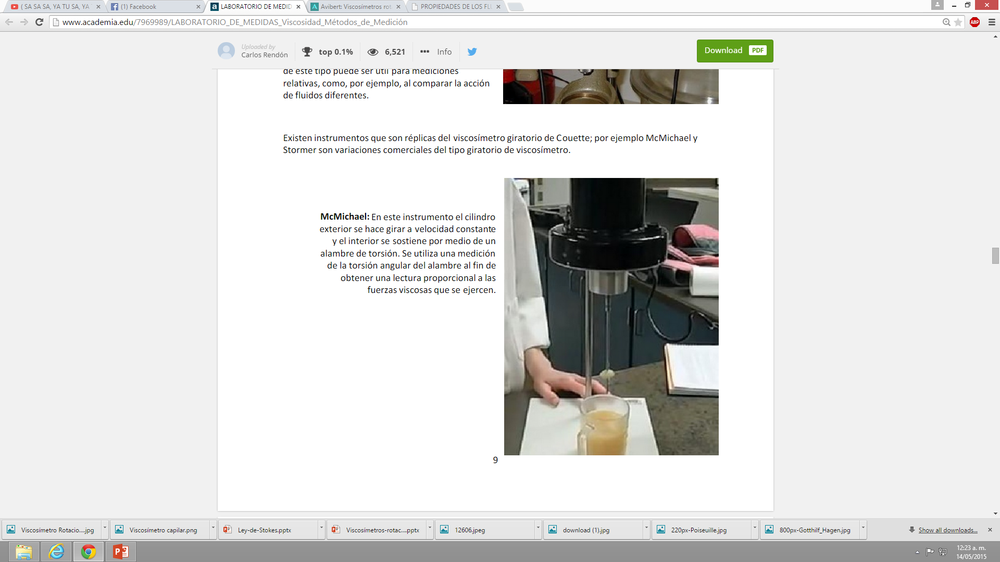 ( SA SA SA, YA TU SA, YA
(1) Facebook
LABORATORIO DE MEDID
Avibert: Viscosímetros rot
PROPIEDADES DE LOS FLU
www.academia.edu/7969989/LABORATORIO_DE_MEDIDAS_Viscosidad_Métodos_de_Medición
ABP
Uploaded by
Carlos Rendón
top 0.1%
6,521
Info
Download PDF
de este tipo puede ser útil para mediciones
relativas, como, por ejemplo, al comparar la acción
de fluidos diferentes.
Existen instrumentos que son réplicas del viscosímetro giratorio de Couette; por ejemplo McMichael y
Stormer son variaciones comerciales del tipo giratorio de viscosímetro.
McMichael: En este instrumento el cilindro
exterior se hace girar a velocidad constante
y el interior se sostiene por medio de un
alambre de torsión. Se utiliza una medición
de la torsión angular del alambre al fin de
obtener una lectura proporcional a las
fuerzas viscosas que se ejercen.
9
Viscosímetro Rotacio....jpg
Viscosímetro capilar.png
Ley-de-Stokes.pptx
Viscosímetros-rotac....pptx
12606.jpeg
download (1).jpg
220px-Poiseuille.jpg
800px-Gotthilf_Hagen.jpg
Show all downloads...
12:23 a. m.
14/05/2015